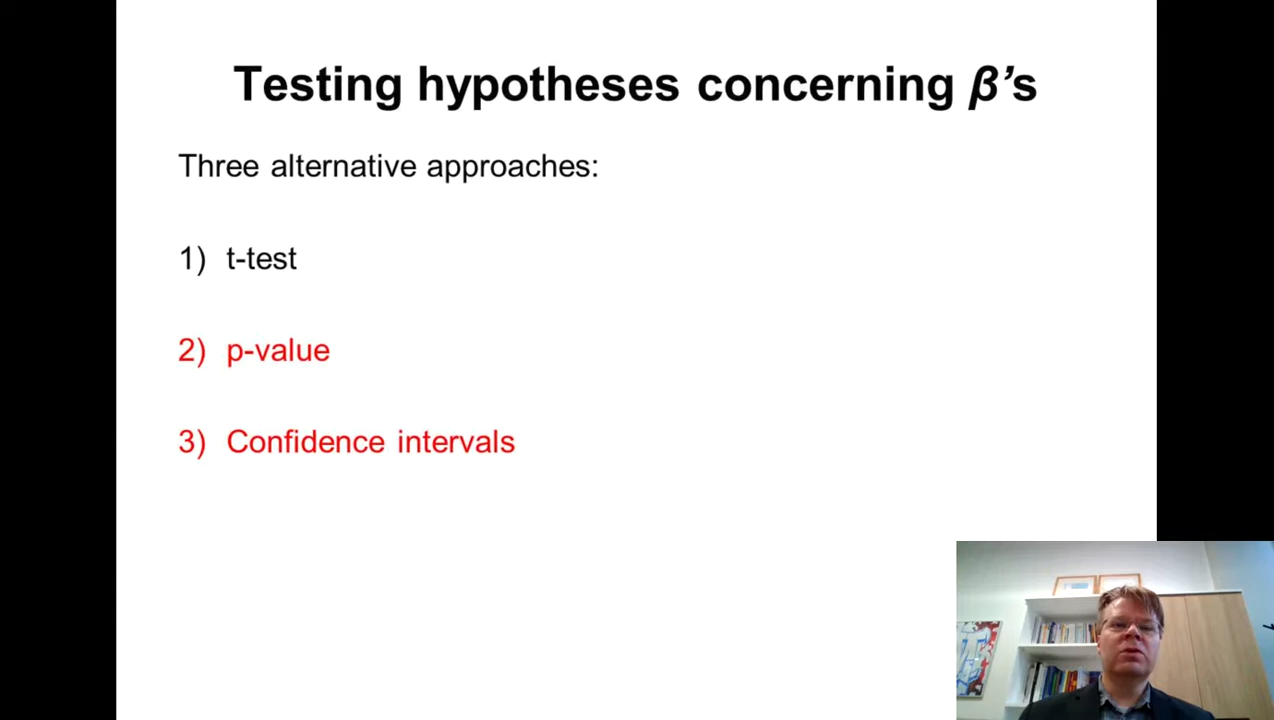 Testing hypotheses concerning β’s
Three alternative approaches:
1) t-test
2) p-value
3) Confidence intervals